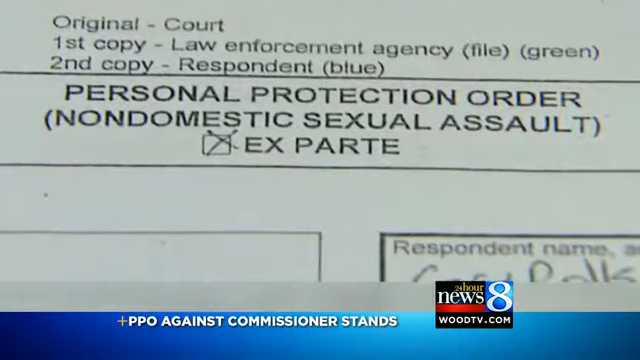 Original - Court
1st copy - Law enforcement agency (file) (green)
2nd copy - Respondent (blue)
PERSONAL PROTECTION ORDER
(NONDOMESTIC SEXUAL ASSAULT)
EX PARTE
Respondent name,
24 hour
news 8
+PPO AGAINST COMMISSIONER STANDS
WOODTV.COM